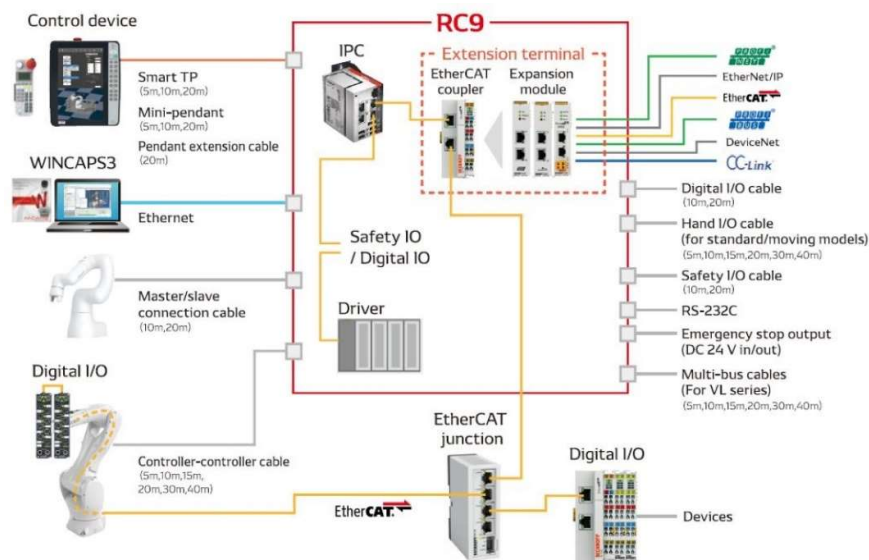 Control device
RC9
IPC
Extension terminal
EtherCAT
coupler
Expansion
module
Smart TP
(5m,10m,20m)
Mini-pendant
(5m,10m,20m)
Pendant extension cable
(20m)
PROFI
NET
EtherNet/IP
EtherCAT
PROFI
BUS
DeviceNet
CC-Link
WINCAPS3
Ethernet
Digital I/O cable
(10m,20m)
Hand I/O cable
(for standard/moving models)
(5m,10m,15m,20m,30m,40m)
Safety I/O cable
(10m,20m)
RS-232C
Emergency stop output
(DC 24 V in/out)
Multi-bus cables
(For VL series)
(5m,10m,15m,20m,30m,40m)
Safety IO
/ Digital IO
Driver
Master/slave
connection cable
(10m,20m)
Digital I/O
Controller-controller cable
(5m,10m,15m,
20m,30m,40m)
EtherCAT
EtherCAT
junction
Digital I/O
Devices